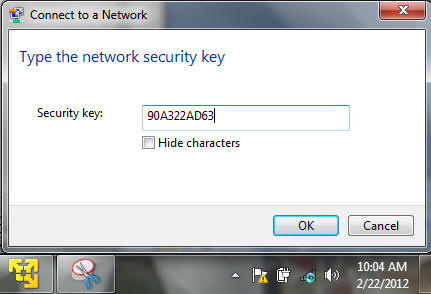 Connect to a Network
Type the network security key
Security key:
90A322AD63
Hide characters
OK
Cancel
10:04 AM
2/22/2012